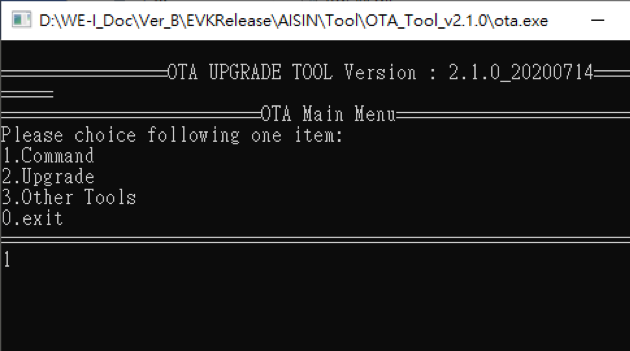 D:\WE-I_Doc\Ver_B\EVKRelease\AISIN\Tool\OTA_Tool_v2.1.0\ota.exe
═════════════OTA UPGRADE TOOL Version : 2.1.0_20200714═══
════
════════════════════OTA Main Menu══════════════════
Please choice following one item:
1.Command
2.Upgrade
3.Other Tools
0.exit
═════════════════════════════════════════════════
1